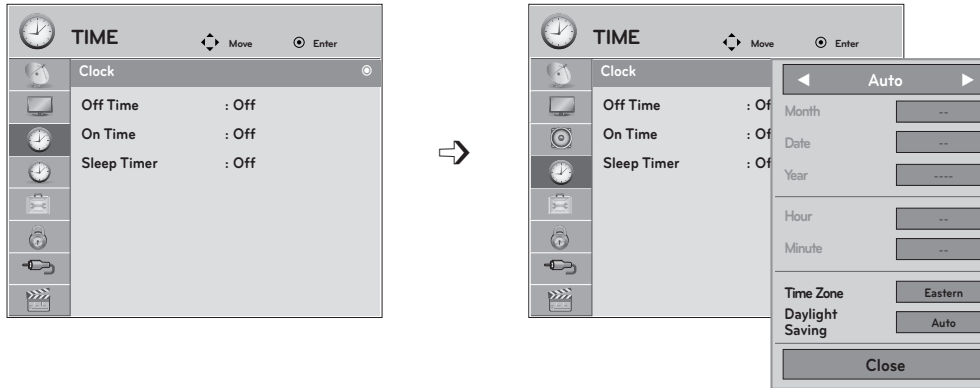 TIME Move Enter
Clock
Off Time : Off
On Time : Off
Sleep Timer : Off
TIME Move Enter
Clock
Off Time : Of
On Time : Of
Sleep Timer : Of
Auto
Month --
Date --
Year ----
Hour --
Minute --
Time Zone Eastern
Daylight
Saving Auto
Close